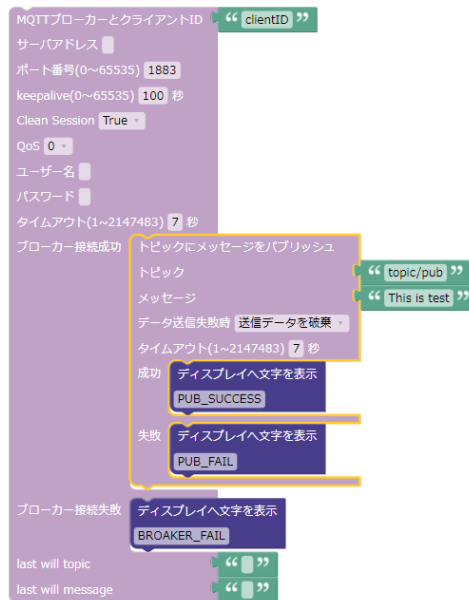 MQTTブローカーとクライアントID “ clientID ”
サーバアドレス
ポート番号(0～65535) 1883
keepalive(0～65535) 100 秒
Clean Session True
QoS 0
ユーザー名
パスワード
タイムアウト(1~2147483) 7 秒
ブローカー接続成功 トピックにメッセージをパブリッシュ
トピック “ topic/pub ”
メッセージ “ This is test ”
データ送信失敗時 送信データを破棄
タイムアウト(1~2147483) 7 秒
成功 ディスプレイへ文字を表示
PUB_SUCCESS
失敗 ディスプレイへ文字を表示
PUB_FAIL
ブローカー接続失敗 ディスプレイへ文字を表示
BROAKER_FAIL
last will topic “ ”
last will message “ ”